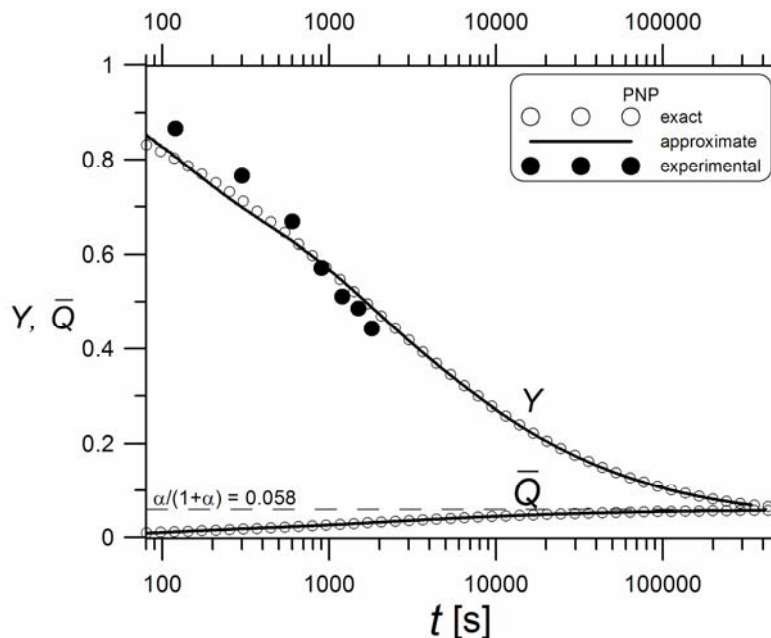 100 1000 10000 100000
1
PNP
exact
approximate
experimental
0.8
0.6
Y, Q̅
0.4
Y
0.2
α/(1+α) = 0.058
Q̅
0
100 1000 10000 100000
t [s]